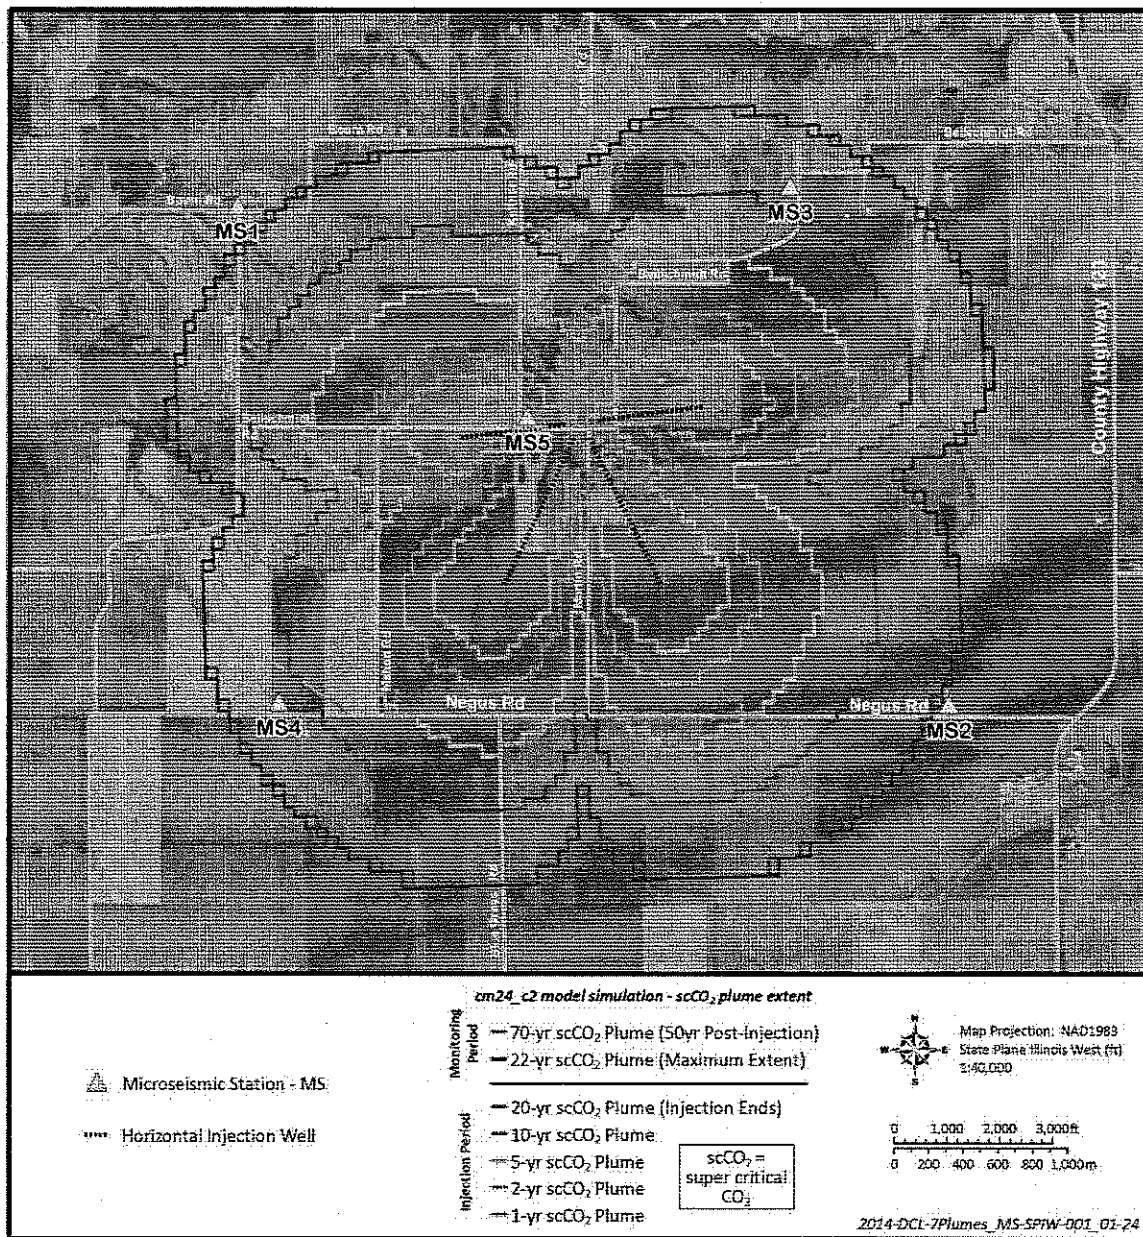 Beilschmidt Rd
MS1
MS3
County Highway 123
MS5
Negus Rd
Negus Rd
MS4
MS2
cm24_c2 model simulation - scCO₂ plume extent
Monitoring Period
70-yr scCO₂ Plume (50yr Post-Injection)
22-yr scCO₂ Plume (Maximum Extent)
Microseismic Station - MS
Horizontal Injection Well
Injection Period
20-yr scCO₂ Plume (Injection Ends)
10-yr scCO₂ Plume
5-yr scCO₂ Plume
2-yr scCO₂ Plume
1-yr scCO₂ Plume
scCO₂ =
super critical
CO₂
N
W
E
S
Map Projection: NAD1983
State Plane Illinois West (ft)
1:40,000
0 1,000 2,000 3,000ft
0 200 400 600 800 1,000m
2014-DCL-7Plumes_MS-SPIW-001_01-24